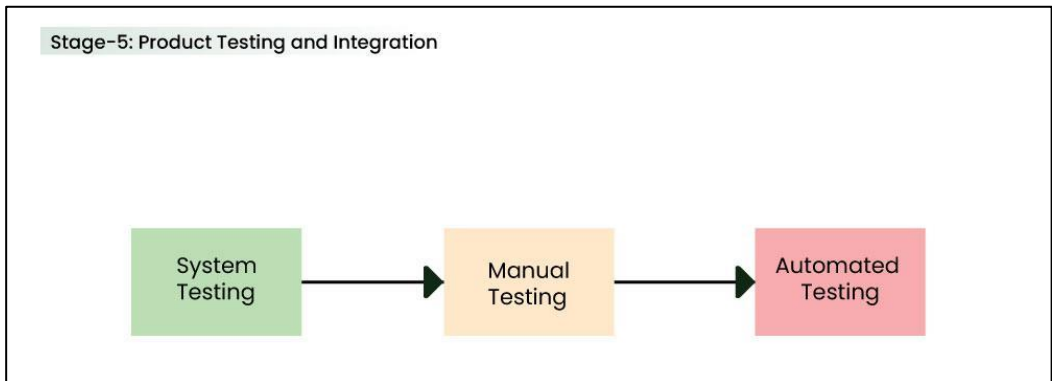 Stage-5: Product Testing and Integration
System
Testing
Manual
Testing
Automated
Testing